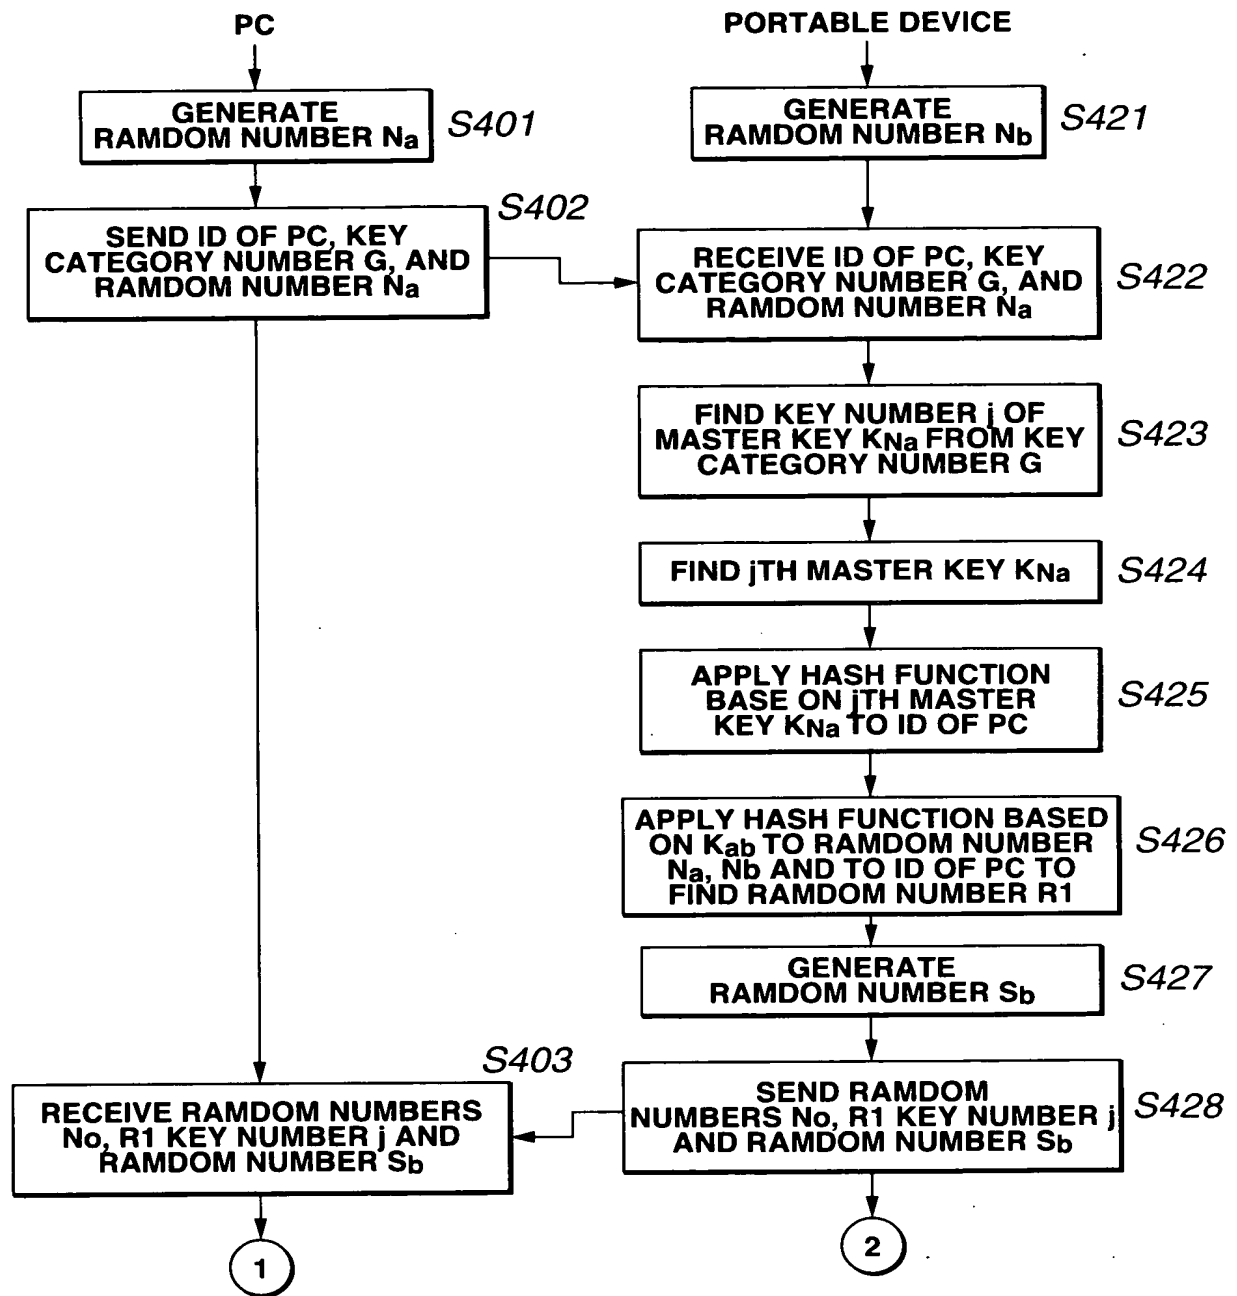 PC
GENERATE
RAMDOM NUMBER Na
S401
SEND ID OF PC, KEY
CATEGORY NUMBER G, AND
RAMDOM NUMBER Na
S402
RECEIVE RAMDOM NUMBERS
No, R1 KEY NUMBER j AND
RAMDOM NUMBER Sb
S403
1
PORTABLE DEVICE
GENERATE
RAMDOM NUMBER Nb
S421
RECEIVE ID OF PC, KEY
CATEGORY NUMBER G, AND
RAMDOM NUMBER Na
S422
FIND KEY NUMBER j OF
MASTER KEY KNa FROM KEY
CATEGORY NUMBER G
S423
FIND jTH MASTER KEY KNa
S424
APPLY HASH FUNCTION
BASE ON jTH MASTER
KEY KNa TO ID OF PC
S425
APPLY HASH FUNCTION BASED
ON Kab TO RAMDOM NUMBER
Na, Nb AND TO ID OF PC TO
FIND RAMDOM NUMBER R1
S426
GENERATE
RAMDOM NUMBER Sb
S427
SEND RAMDOM
NUMBERS No, R1 KEY NUMBER j
AND RAMDOM NUMBER Sb
S428
2